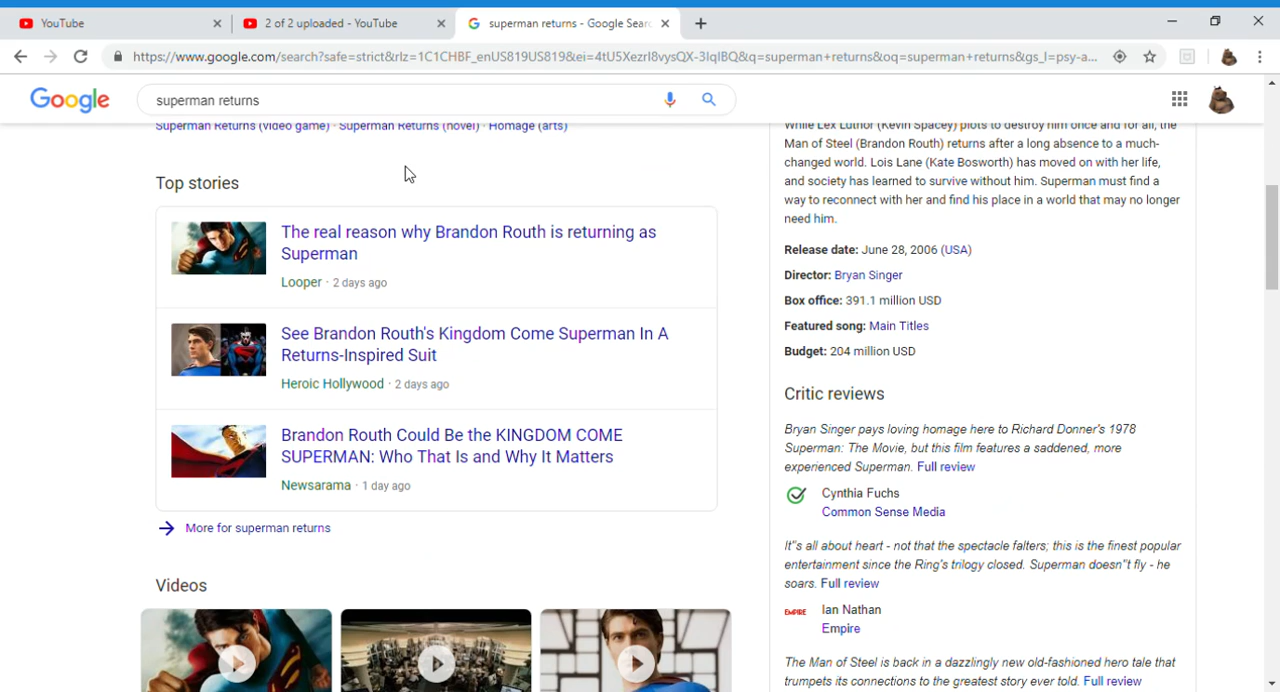 YouTube
2 of 2 uploaded - YouTube
superman returns - Google Searc
https://www.google.com/search?safe=strict&rlz=1C1CHBF_enUS819US819&ei=4tU5XezrI8vysQX-3IqIBQ&q=superman+returns&oq=superman+returns&gs_l=psy-a...
Google
superman returns
Superman Returns (video game) · Superman Returns (novel) · Homage (arts)
Top stories
The real reason why Brandon Routh is returning as
Superman
Looper · 2 days ago
See Brandon Routh's Kingdom Come Superman In A
Returns-Inspired Suit
Heroic Hollywood · 2 days ago
Brandon Routh Could Be the KINGDOM COME
SUPERMAN: Who That Is and Why It Matters
Newsarama · 1 day ago
More for superman returns
Videos
While Lex Luthor (Kevin Spacey) plots to destroy him once and for all, the
Man of Steel (Brandon Routh) returns after a long absence to a much-
changed world. Lois Lane (Kate Bosworth) has moved on with her life,
and society has learned to survive without him. Superman must find a
way to reconnect with her and find his place in a world that may no longer
need him.
Release date: June 28, 2006 (USA)
Director: Bryan Singer
Box office: 391.1 million USD
Featured song: Main Titles
Budget: 204 million USD
Critic reviews
Bryan Singer pays loving homage here to Richard Donner's 1978
Superman: The Movie, but this film features a saddened, more
experienced Superman. Full review
Cynthia Fuchs
Common Sense Media
It"s all about heart - not that the spectacle falters; this is the finest popular
entertainment since the Ring's trilogy closed. Superman doesn"t fly - he
soars. Full review
EMPIRE
Ian Nathan
Empire
The Man of Steel is back in a dazzlingly new old-fashioned hero tale that
trumpets its connections to the greatest story ever told. Full review